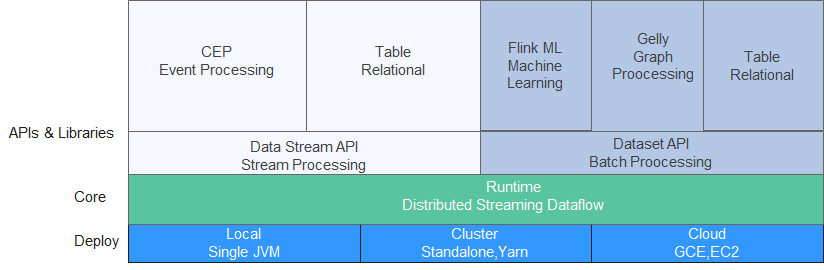 CEP
Event Processing
Table
Relational
Flink ML
Machine
Learning
Gelly
Graph
Proocessing
Table
Relational
APIs & Libraries
Data Stream API
Stream Processing
Dataset API
Batch Proocessing
Core
Runtime
Distributed Streaming Dataflow
Deploy
Local
Single JVM
Cluster
Standalone,Yarn
Cloud
GCE,EC2